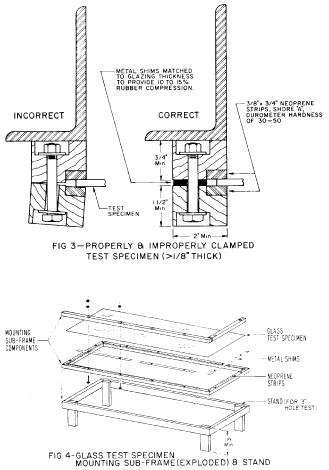 METAL SHIMS MATCHED
TO GLAZING THICKNESS
TO PROVIDE 10 TO 15%
RUBBER COMPRESSION.
INCORRECT
CORRECT
3/8" x 3/4" NEOPRENE
STRIPS, SHORE "A",
DUROMETER HARDNESS
OF 30-50
3/4"
Min
1 1/2"
Min
TEST
SPECIMEN
2" Min
FIG 3—PROPERLY & IMPROPERLY CLAMPED
TEST SPECIMEN (>1/8" THICK)
MOUNTING
SUB-FRAME
COMPONENTS
GLASS
TEST SPECIMEN
METAL SHIMS
NEOPRENE
STRIPS
STAND (FOR 3"
HOLE TEST)
Min
FIG 4-GLASS TEST SPECIMEN
MOUNTING SUB-FRAME (EXPLODED) & STAND